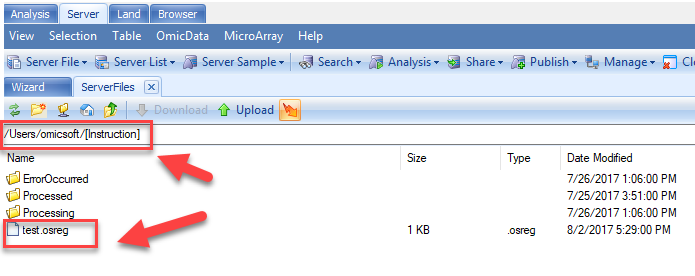 Analysis Server Land Browser
View Selection Table OmicData MicroArray Tools Help
Server File Server List Server Sample Search Analysis Share Publish Manage Cle
Wizard ServerFiles
Download Upload
/Users/omicsoft/[Instruction]
Name Size Type Date Modified
ErrorOccurred 7/26/2017 1:06:00 PM
Processed 7/25/2017 3:51:00 PM
Processing 7/26/2017 1:06:00 PM
test.osreg 1 KB .osreg 8/2/2017 5:29:00 PM